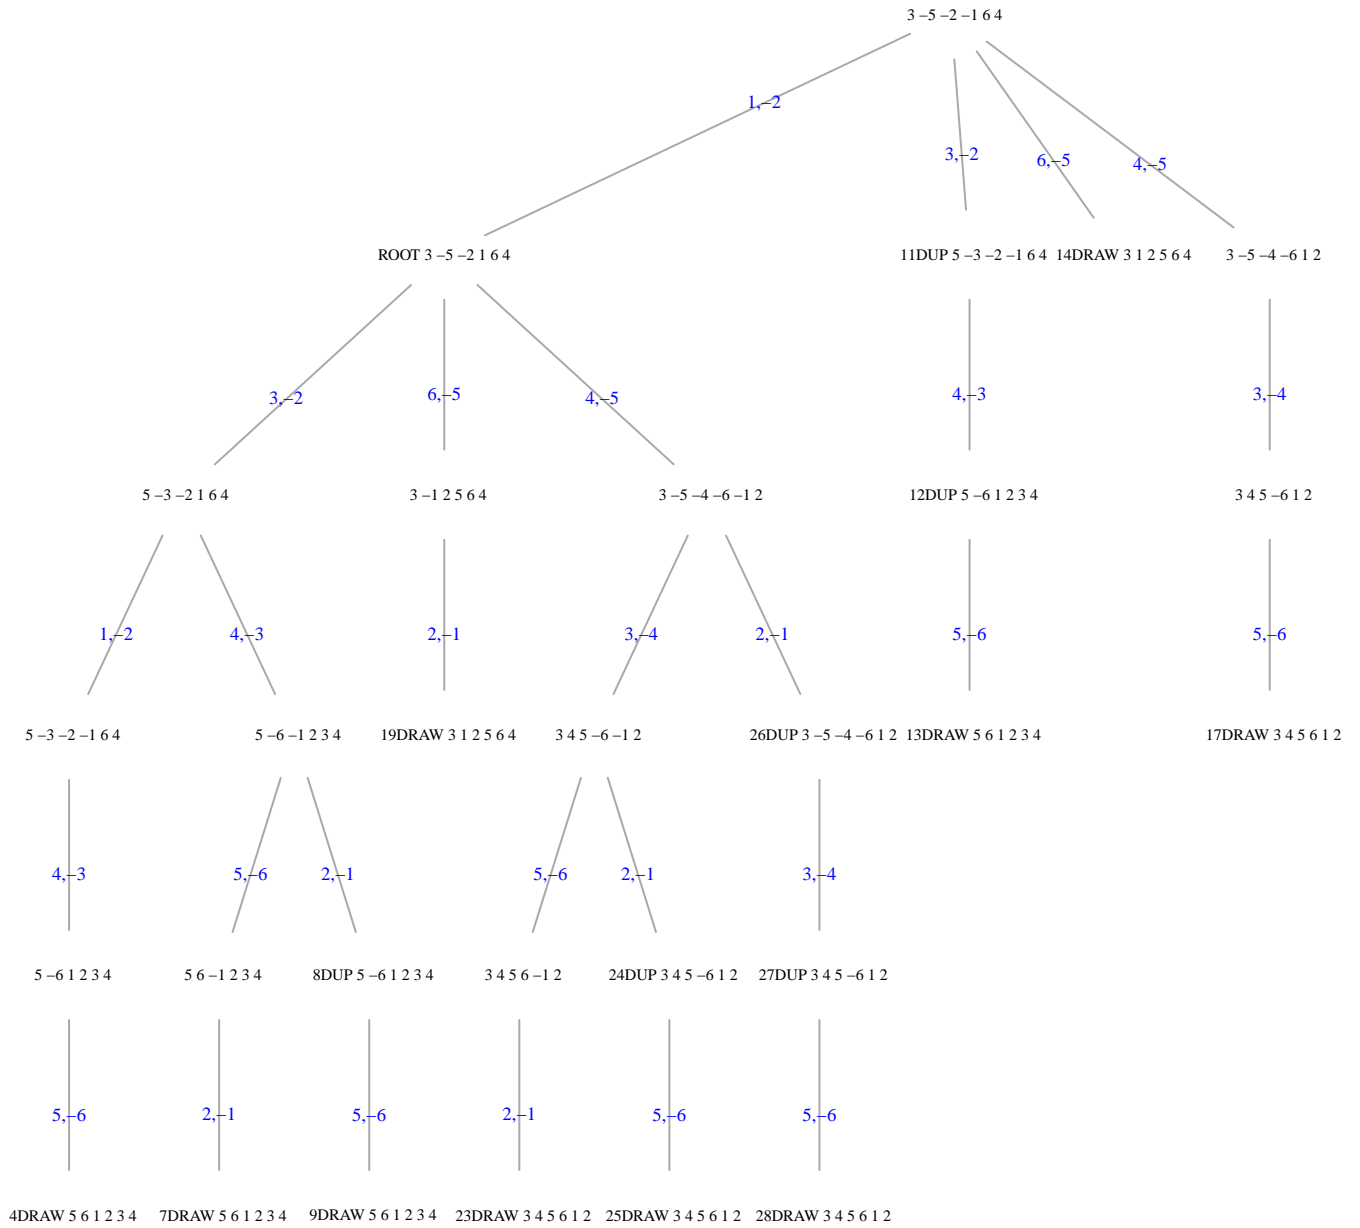 3 –5 –2 –1 6 4
1,–2
3,–2
6,–5
4,–5
ROOT 3 –5 –2 1 6 4
11DUP 5 –3 –2 –1 6 4
14DRAW 3 1 2 5 6 4
3 –5 –4 –6 1 2
3,–2
6,–5
4,–5
4,–3
3,–4
5 –3 –2 1 6 4
3 –1 2 5 6 4
3 –5 –4 –6 –1 2
12DUP 5 –6 1 2 3 4
3 4 5 –6 1 2
1,–2
4,–3
2,–1
3,–4
2,–1
5,–6
5,–6
5 –3 –2 –1 6 4
5 –6 –1 2 3 4
19DRAW 3 1 2 5 6 4
3 4 5 –6 –1 2
26DUP 3 –5 –4 –6 1 2
13DRAW 5 6 1 2 3 4
17DRAW 3 4 5 6 1 2
4,–3
5,–6
2,–1
5,–6
2,–1
3,–4
5 –6 1 2 3 4
5 6 –1 2 3 4
8DUP 5 –6 1 2 3 4
3 4 5 6 –1 2
24DUP 3 4 5 –6 1 2
27DUP 3 4 5 –6 1 2
5,–6
2,–1
5,–6
2,–1
5,–6
5,–6
4DRAW 5 6 1 2 3 4
7DRAW 5 6 1 2 3 4
9DRAW 5 6 1 2 3 4
23DRAW 3 4 5 6 1 2
25DRAW 3 4 5 6 1 2
28DRAW 3 4 5 6 1 2